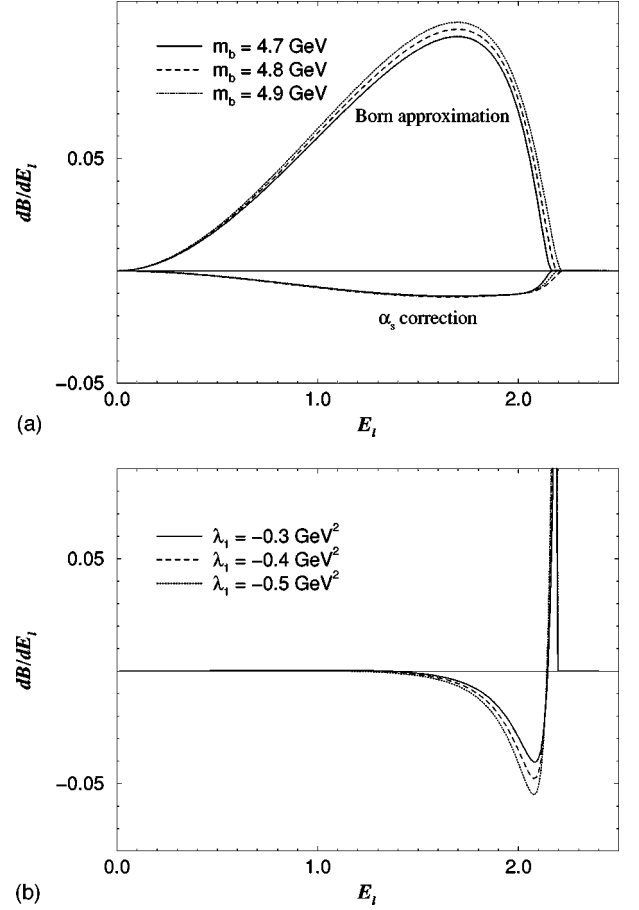 m_b = 4.7 GeV
m_b = 4.8 GeV
m_b = 4.9 GeV
Born approximation
0.05
dB/dE_l
α_s correction
−0.05
0.0 1.0 2.0
(a)
E_l
λ_1 = −0.3 GeV^2
λ_1 = −0.4 GeV^2
λ_1 = −0.5 GeV^2
0.05
dB/dE_l
−0.05
0.0 1.0 2.0
(b)
E_l